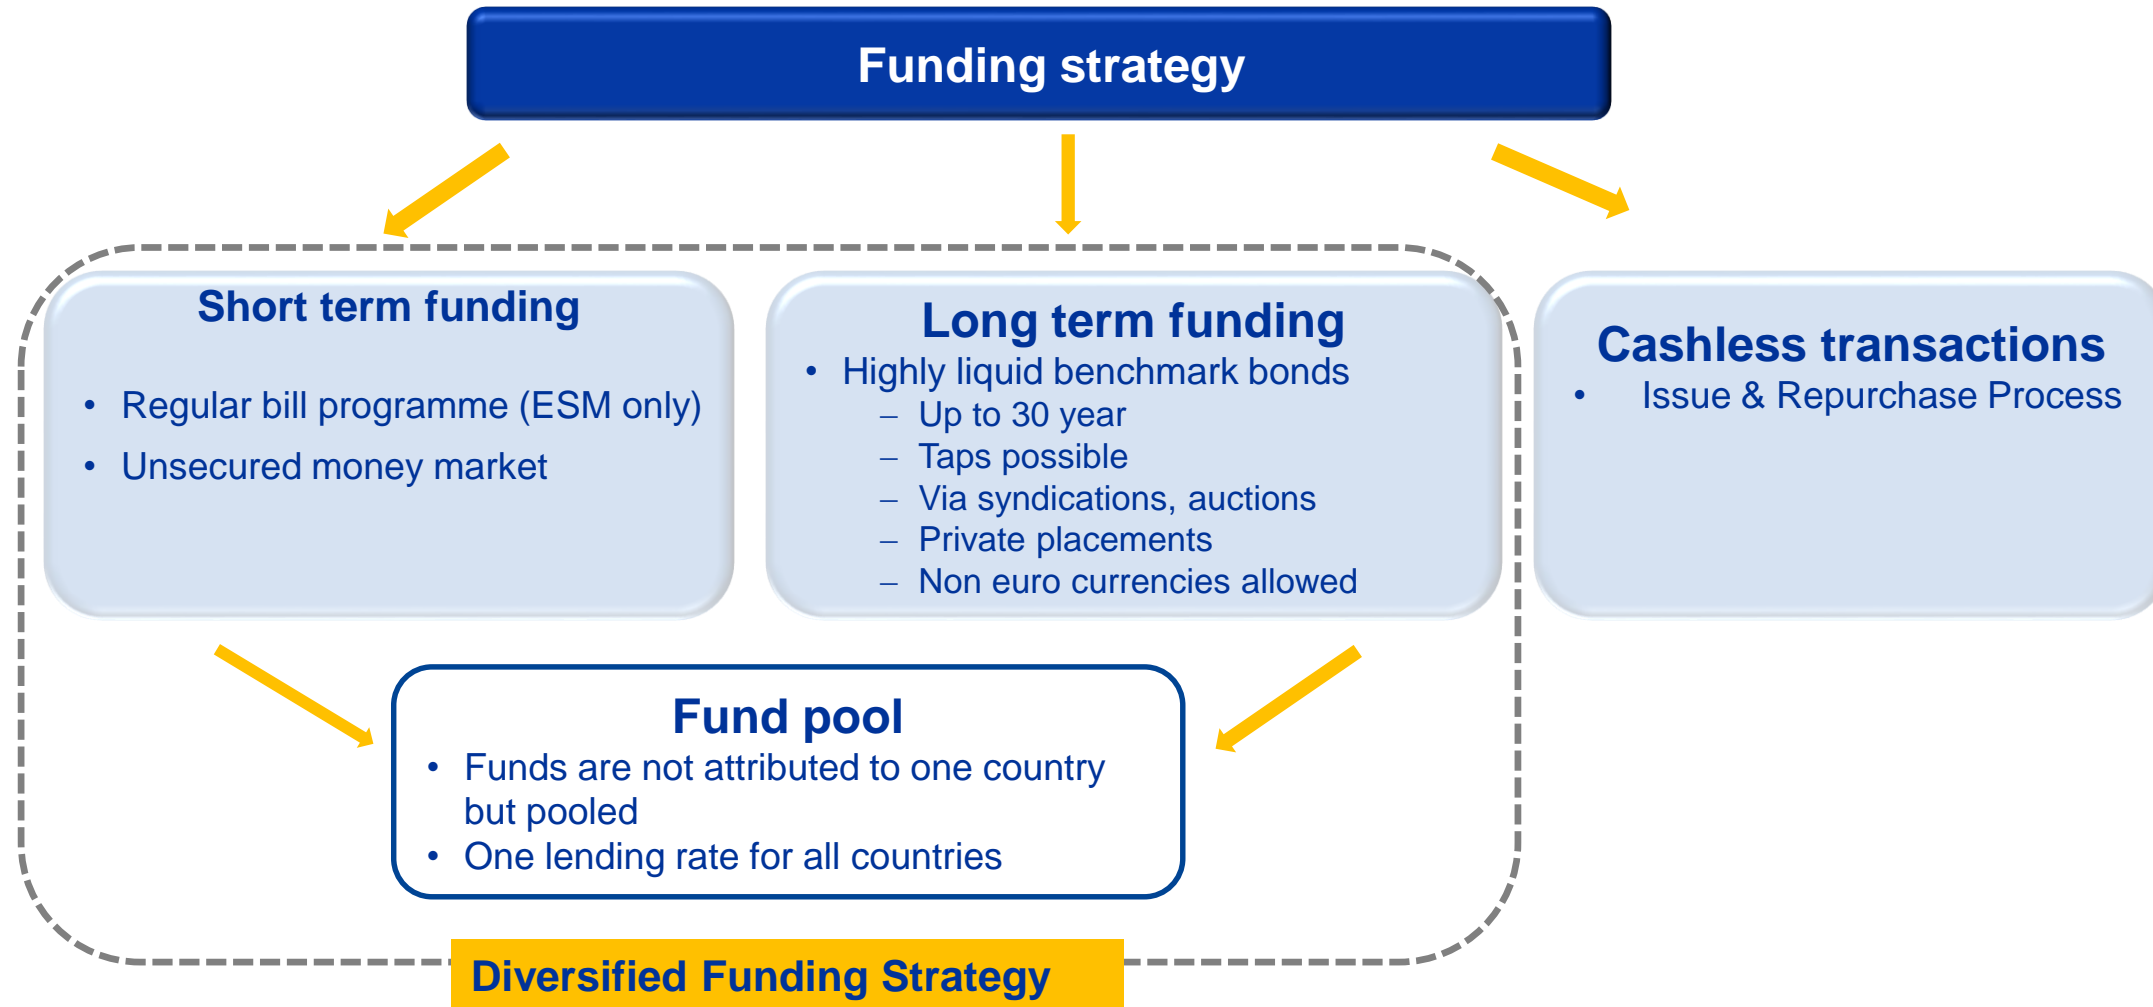 Funding strategy
Short term funding
• Regular bill programme (ESM only)
• Unsecured money market
Long term funding
• Highly liquid benchmark bonds
– Up to 30 year
– Taps possible
– Via syndications, auctions
– Private placements
– Non euro currencies allowed
Cashless transactions
• Issue & Repurchase Process
Fund pool
• Funds are not attributed to one country
but pooled
• One lending rate for all countries
Diversified Funding Strategy